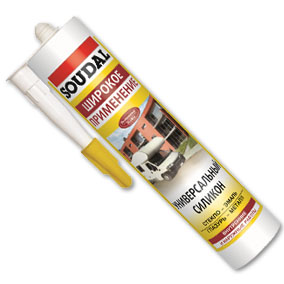 SOUDAL
ШИРОКОЕ
ПРИМЕНЕНИЕ
УНИВЕРСАЛЬНЫЙ
СИЛИКОН
СТЕКЛО - ЭМАЛЬ
ГЛАЗУРЬ - МЕТАЛЛ